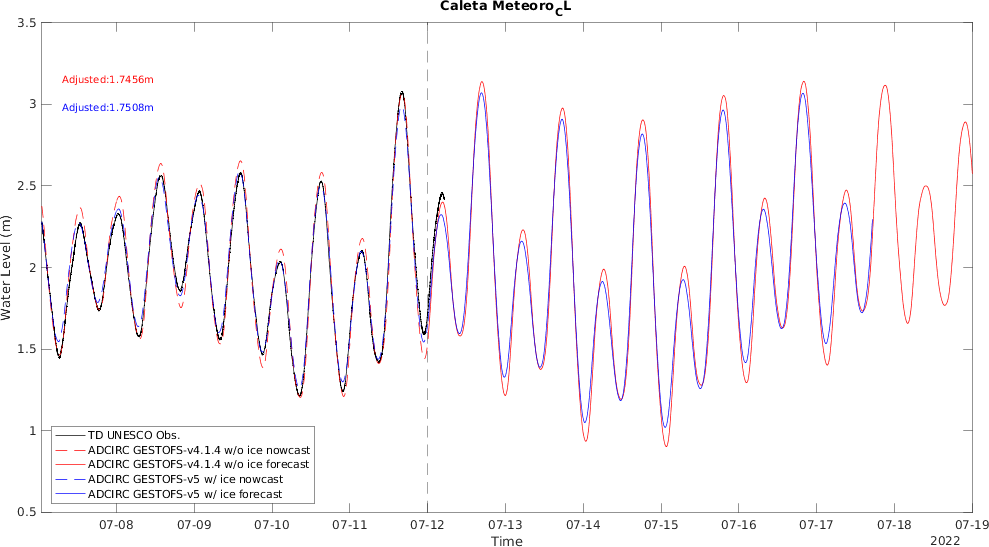 Caleta Meteoro_CL
3.5
3
2.5
2
1.5
1
0.5
Water Level (m)
Adjusted:1.7456m
Adjusted:1.7508m
TD UNESCO Obs.
ADCIRC GESTOFS-v4.1.4 w/o ice nowcast
ADCIRC GESTOFS-v4.1.4 w/o ice forecast
ADCIRC GESTOFS-v5 w/ ice nowcast
ADCIRC GESTOFS-v5 w/ ice forecast
07-08 07-09 07-10 07-11 07-12 07-13 07-14 07-15 07-16 07-17 07-18 07-19
Time
2022